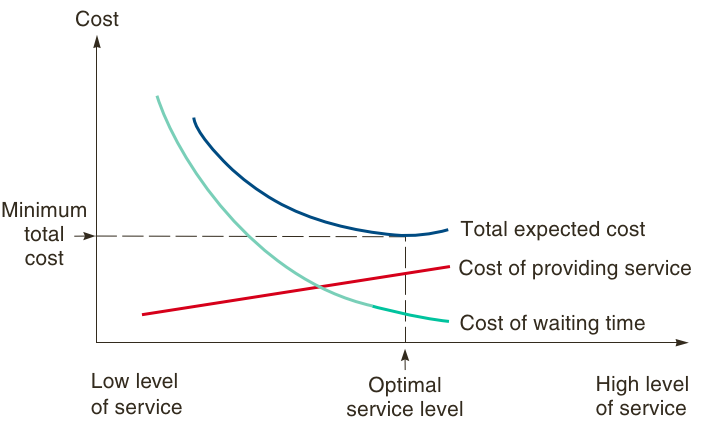 Cost
Minimum
total
cost
Total expected cost
Cost of providing service
Cost of waiting time
Low level
of service
Optimal
service level
High level
of service